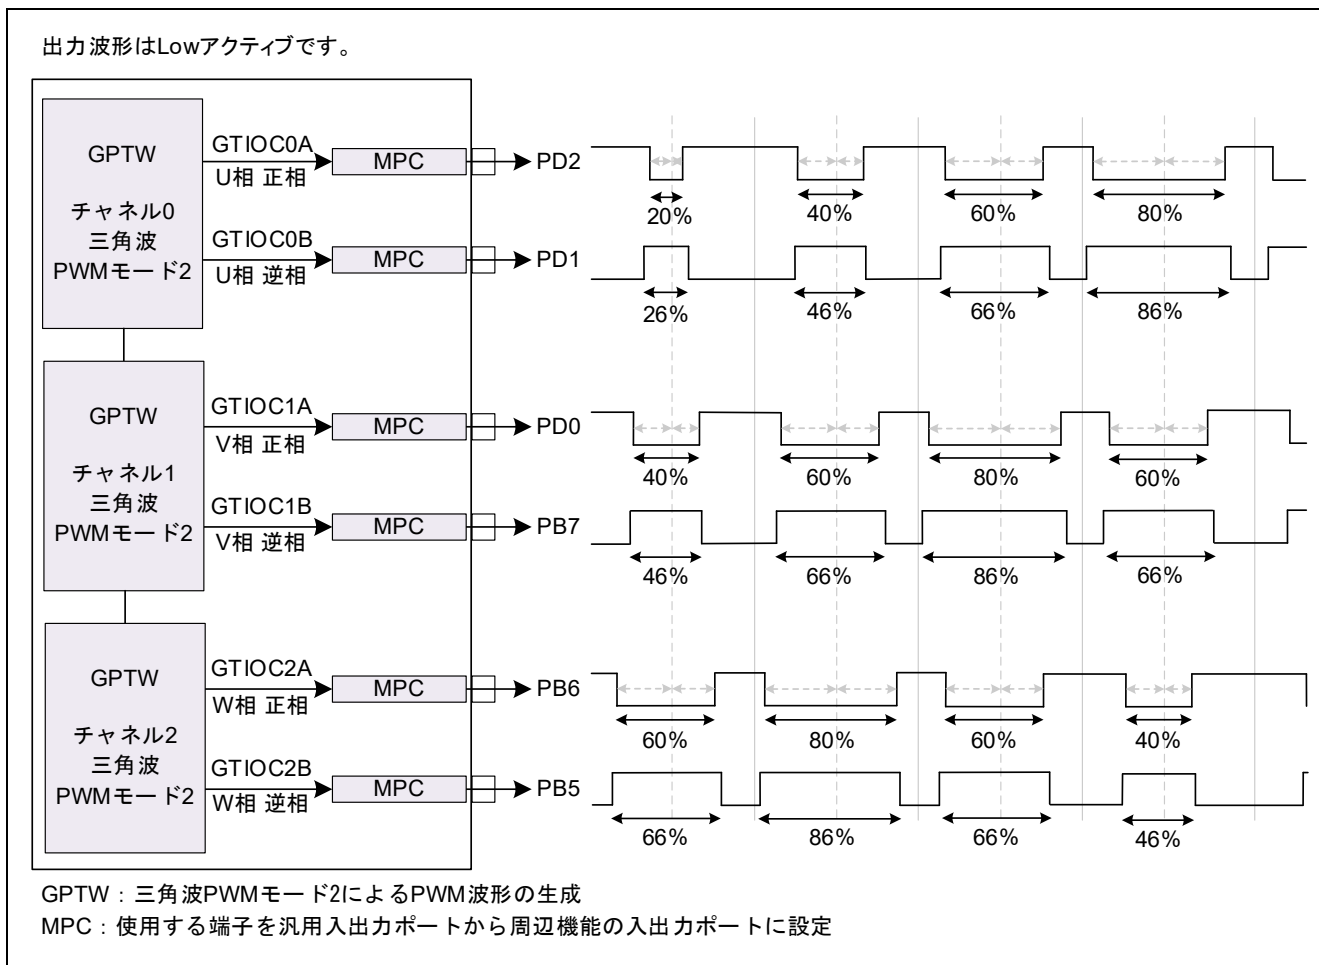 出力波形はLowアクティブです。
GPTW
チャネル0
三角波
PWMモード2
GTIOC0A
U相 正相
MPC
PD2
20%
40%
60%
80%
GTIOC0B
U相 逆相
MPC
PD1
26%
46%
66%
86%
GPTW
チャネル1
三角波
PWMモード2
GTIOC1A
V相 正相
MPC
PD0
40%
60%
80%
60%
GTIOC1B
V相 逆相
MPC
PB7
46%
66%
86%
66%
GPTW
チャネル2
三角波
PWMモード2
GTIOC2A
W相 正相
MPC
PB6
60%
80%
60%
40%
GTIOC2B
W相 逆相
MPC
PB5
66%
86%
66%
46%
GPTW：三角波PWMモード2によるPWM波形の生成
MPC：使用する端子を汎用入出力ポートから周辺機能の入出力ポートに設定